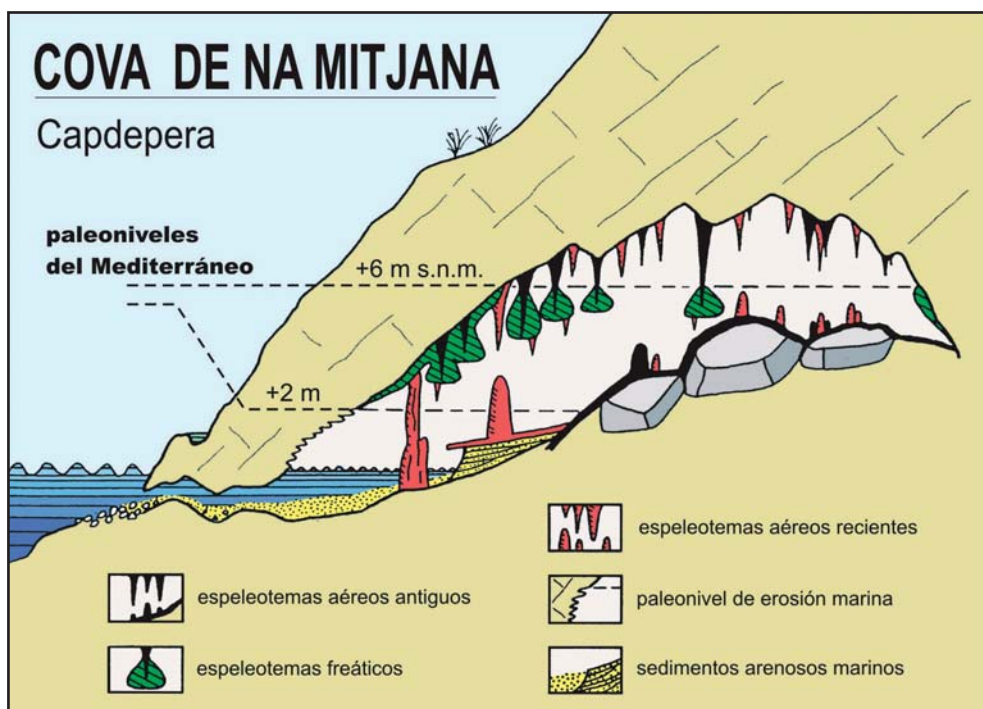 COVA DE NA MITJANA
Capdepera
paleoniveles
del Mediterráneo
+6 m s.n.m.
+2 m
espeleotemas aéreos antiguos
espeleotemas freáticos
espeleotemas aéreos recientes
paleonivel de erosión marina
sedimentos arenosos marinos